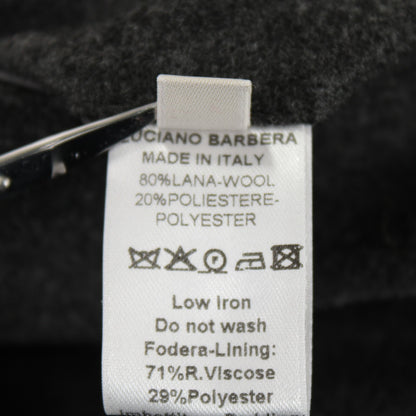 LUCIANO BARBERA
MADE IN ITALY
80%LANA-WOOL
20%POLIESTERE-
POLYESTER
Low Iron
Do not wash
Fodera-Lining:
71%R.Viscose
29%Polyester